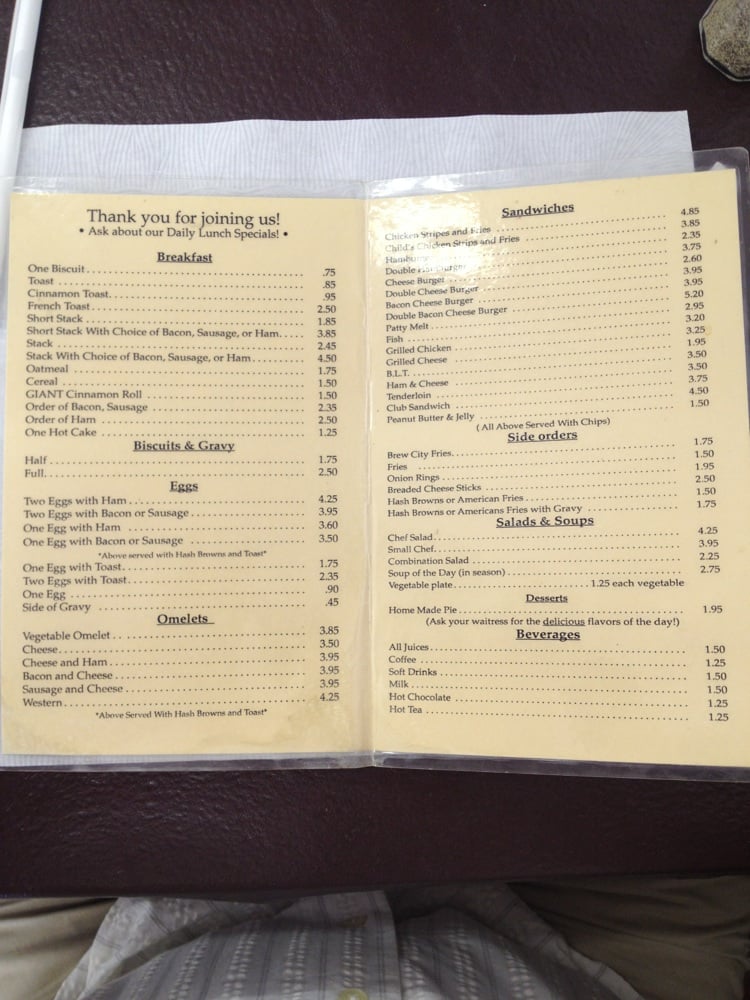 Thank you for joining us!
• Ask about our Daily Lunch Specials! •
Breakfast
One Biscuit .75
Toast .85
Cinnamon Toast .95
French Toast 2.50
Short Stack 1.85
Short Stack With Choice of Bacon, Sausage, or Ham 3.85
Stack 2.45
Stack With Choice of Bacon, Sausage, or Ham 4.50
Oatmeal 1.75
Cereal 1.50
GIANT Cinnamon Roll 1.50
Order of Bacon, Sausage 2.35
Order of Ham 2.50
One Hot Cake 1.25
Biscuits & Gravy
Half 1.75
Full 2.50
Eggs
Two Eggs with Ham 4.25
Two Eggs with Bacon or Sausage 3.95
One Egg with Ham 3.60
One Egg with Bacon or Sausage 3.50
*Above served with Hash Browns and Toast*
One Egg with Toast 1.75
Two Eggs with Toast 2.35
One Egg .90
Side of Gravy .45
Omelets
Vegetable Omelet 3.85
Cheese 3.50
Cheese and Ham 3.95
Bacon and Cheese 3.95
Sausage and Cheese 3.95
Western 4.25
*Above Served With Hash Browns and Toast*
Sandwiches
Chicken Stripes and Fries 4.85
Child's Chicken Strips and Fries 3.85
Hamburger 2.35
Double Hamburger 3.75
Cheese Burger 2.60
Double Cheese Burger 3.95
Bacon Cheese Burger 3.95
Double Bacon Cheese Burger 5.20
Patty Melt 2.95
Fish 3.20
Grilled Chicken 3.25
Grilled Cheese 1.95
B.L.T. 3.50
Ham & Cheese 3.50
Tenderloin 3.75
Club Sandwich 4.50
Peanut Butter & Jelly 1.50
(All Above Served With Chips)
Side orders
Brew City Fries 1.75
Fries 1.50
Onion Rings 1.95
Breaded Cheese Sticks 2.50
Hash Browns or American Fries 1.50
Hash Browns or Americans Fries with Gravy 1.75
Salads & Soups
Chef Salad 4.25
Small Chef 3.95
Combination Salad 2.25
Soup of the Day (in season) 2.75
Vegetable plate 1.25 each vegetable
Desserts
Home Made Pie 1.95
(Ask your waitress for the delicious flavors of the day!)
Beverages
All Juices 1.50
Coffee 1.25
Soft Drinks 1.50
Milk 1.50
Hot Chocolate 1.25
Hot Tea 1.25